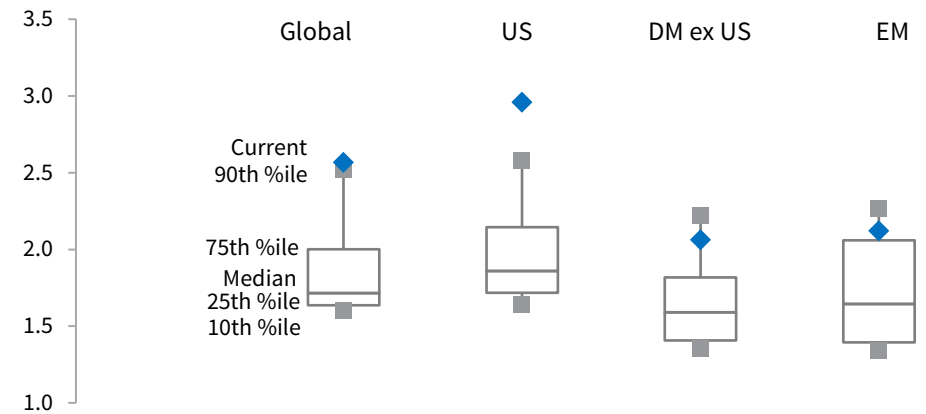 3.5
Global US DM ex US EM
3.0
Current
2.5
90th %ile
75th %ile
2.0
Median
25th %ile
1.5
10th %ile
1.0